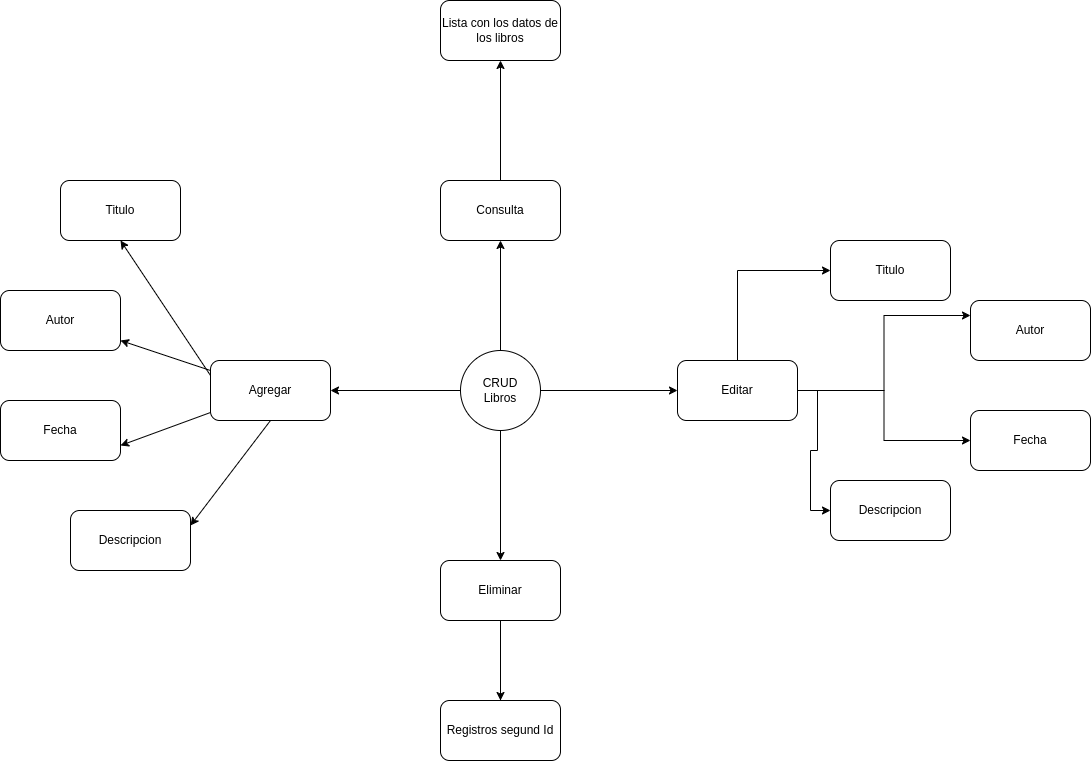 Lista con los datos de
los libros
Titulo
Consulta
Titulo
Autor
Autor
Agregar
CRUD
Libros
Editar
Fecha
Fecha
Descripcion
Descripcion
Eliminar
Registros segund Id